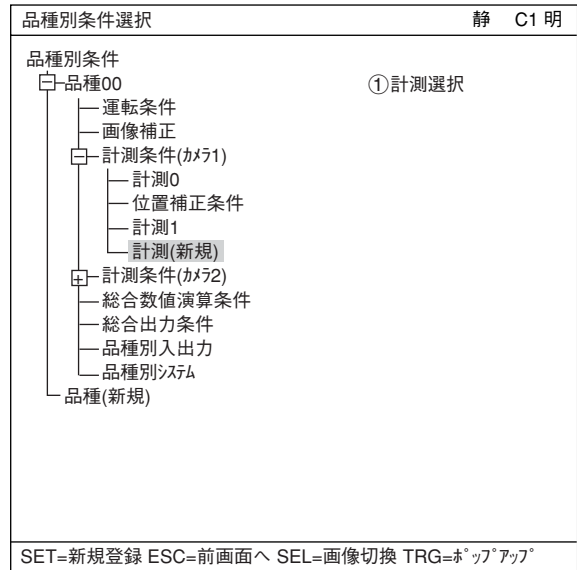 品種別条件選択 静 C1 明
品種別条件
品種00 ①計測選択
運転条件
画像補正
計測条件(ｶﾒﾗ1)
計測0
位置補正条件
計測1
計測(新規)
計測条件(ｶﾒﾗ2)
総合数値演算条件
総合出力条件
品種別入出力
品種別ｼｽﾃﾑ
品種(新規)
SET=新規登録 ESC=前画面へ SEL=画像切換 TRG=ﾎﾟｯﾌﾟｱｯﾌﾟ